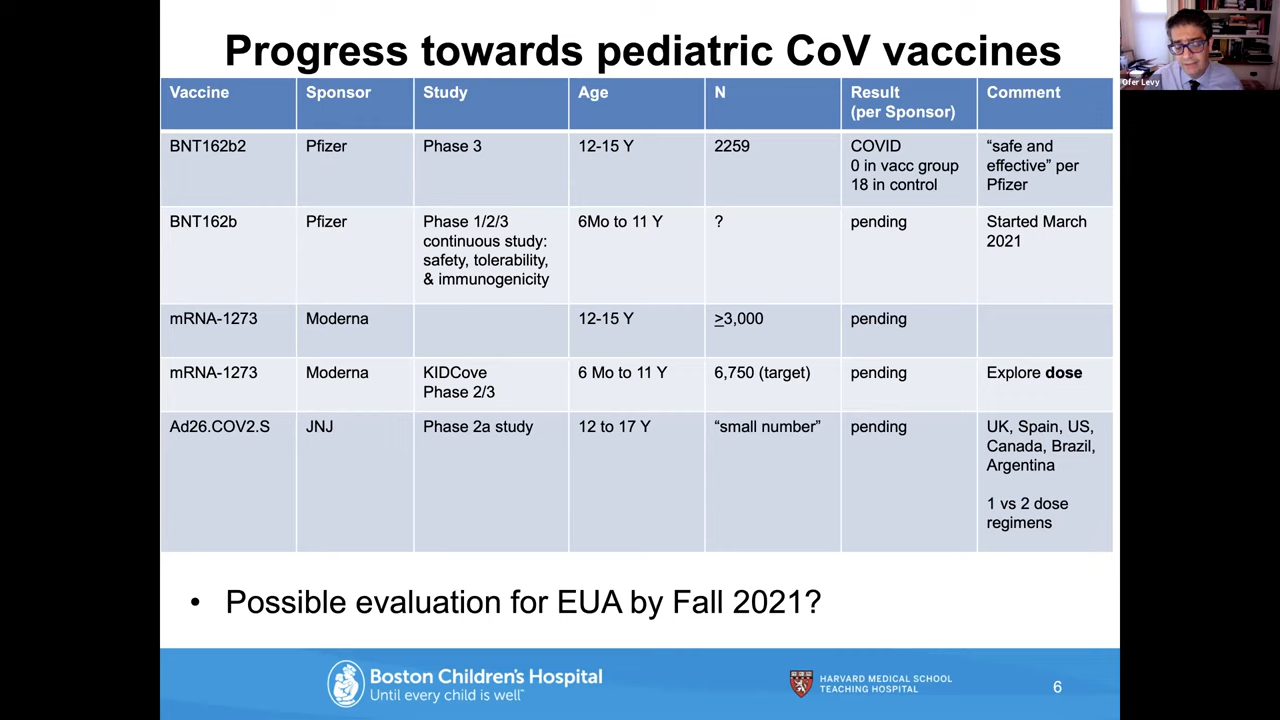 Progress towards pediatric CoV vaccines
Ofer Levy
Vaccine Sponsor Study Age N Result (per Sponsor) Comment
BNT162b2 Pfizer Phase 3 12-15 Y 2259 COVID 0 in vacc group 18 in control “safe and effective” per Pfizer
BNT162b Pfizer Phase 1/2/3 continuous study: safety, tolerability, & immunogenicity 6Mo to 11 Y ? pending Started March 2021
mRNA-1273 Moderna 12-15 Y ≥3,000 pending
mRNA-1273 Moderna KIDCove Phase 2/3 6 Mo to 11 Y 6,750 (target) pending Explore dose
Ad26.COV2.S JNJ Phase 2a study 12 to 17 Y “small number” pending UK, Spain, US, Canada, Brazil, Argentina 1 vs 2 dose regimens
• Possible evaluation for EUA by Fall 2021?
Boston Children's Hospital
Until every child is well™
HARVARD MEDICAL SCHOOL
TEACHING HOSPITAL
6